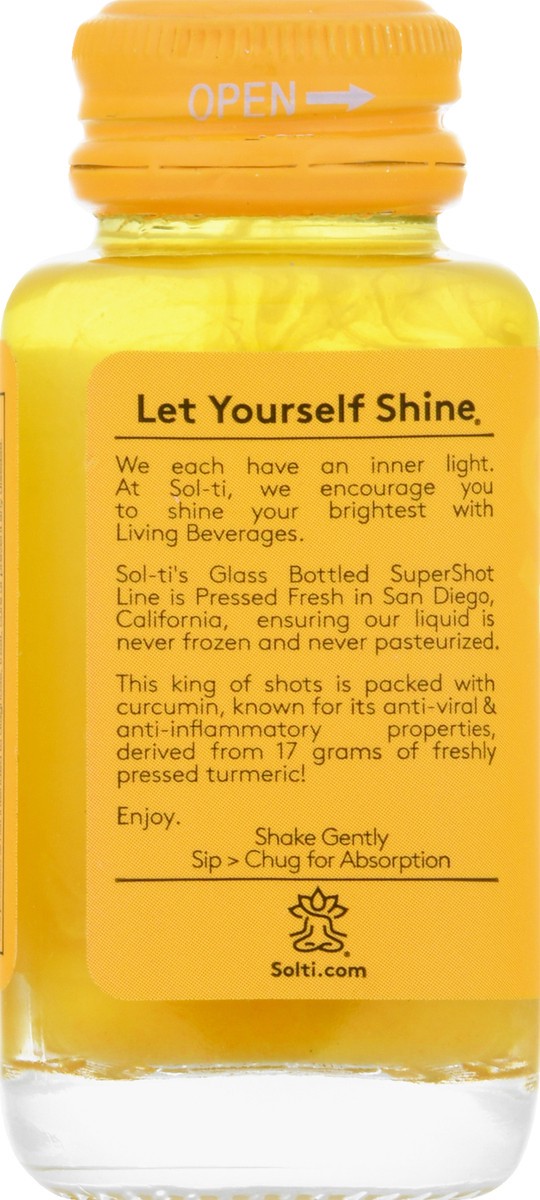 OPEN
Let Yourself Shine®
We each have an inner light.
At Sol-ti, we encourage you
to shine your brightest with
Living Beverages.
Sol-ti's Glass Bottled SuperShot
Line is Pressed Fresh in San Diego,
California, ensuring our liquid is
never frozen and never pasteurized.
This king of shots is packed with
curcumin, known for its anti-viral &
anti-inflammatory properties,
derived from 17 grams of freshly
pressed turmeric!
Enjoy.
Shake Gently
Sip > Chug for Absorption
®
Solti.com